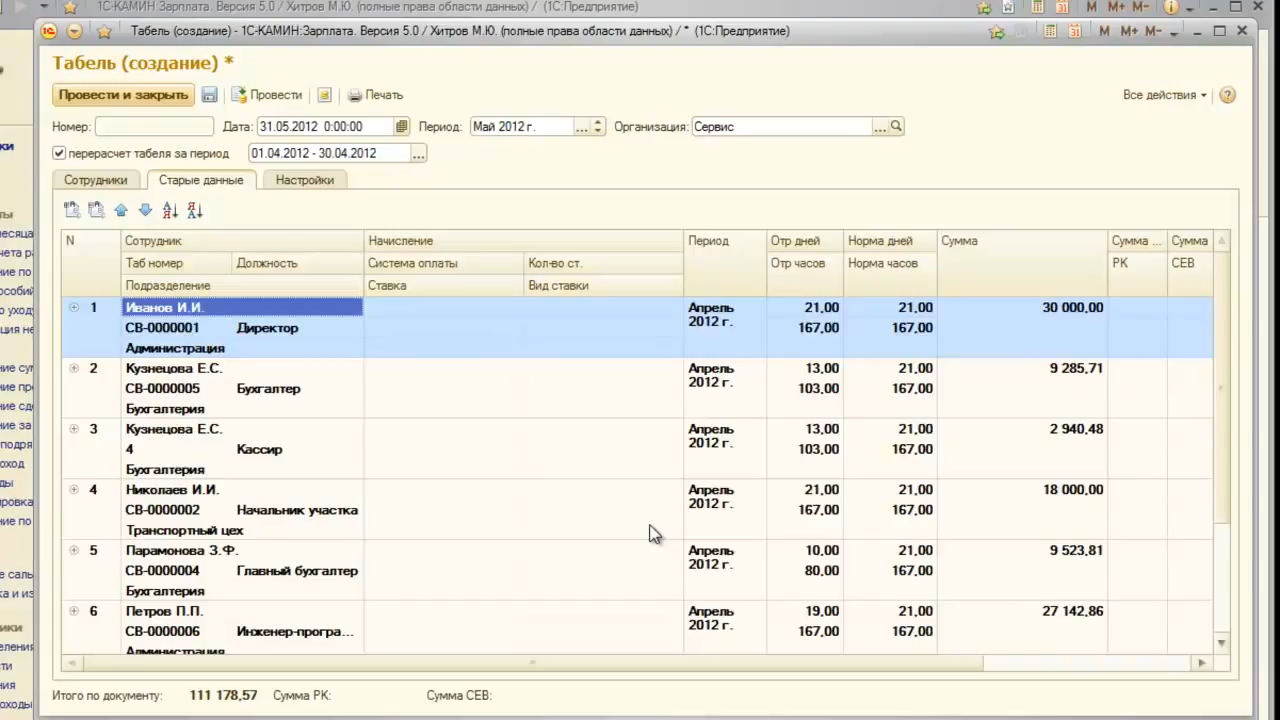 1С-КАМИН:Зарплата. Версия 5.0 / Хитров М.Ю. (полные права области данных) / (1С:Предприятие)
M M+ M-
Табель (создание) - 1С-КАМИН:Зарплата. Версия 5.0 / Хитров М.Ю. (полные права области данных) / * (1С:Предприятие)
M M+ M-
Табель (создание) *
Провести и закрыть Провести Печать Все действия
Номер: Дата: 31.05.2012 0:00:00 Период: Май 2012 г. ... Организация: Сервис ...
перерасчет табеля за период 01.04.2012 - 30.04.2012 ...
Сотрудники Старые данные Настройки
N Сотрудник Начисление Период Отр дней Норма дней Сумма Сумма ... Сумма
Таб номер Должность Система оплаты Кол-во ст. Отр часов Норма часов РК СЕВ
Подразделение Ставка Вид ставки
1 Иванов И.И. Апрель 2012 г. 21,00 21,00 30 000,00
СВ-0000001 Директор 167,00 167,00
Администрация
2 Кузнецова Е.С. Апрель 2012 г. 13,00 21,00 9 285,71
СВ-0000005 Бухгалтер 103,00 167,00
Бухгалтерия
3 Кузнецова Е.С. Апрель 2012 г. 13,00 21,00 2 940,48
4 Кассир 103,00 167,00
Бухгалтерия
4 Николаев И.И. Апрель 2012 г. 21,00 21,00 18 000,00
СВ-0000002 Начальник участка 167,00 167,00
Транспортный цех
5 Парамонова З.Ф. Апрель 2012 г. 10,00 21,00 9 523,81
СВ-0000004 Главный бухгалтер 80,00 167,00
Бухгалтерия
6 Петров П.П. Апрель 2012 г. 19,00 21,00 27 142,86
СВ-0000006 Инженер-програ... 167,00 167,00
Администрация
Итого по документу: 111 178,57 Сумма РК: Сумма СЕВ: